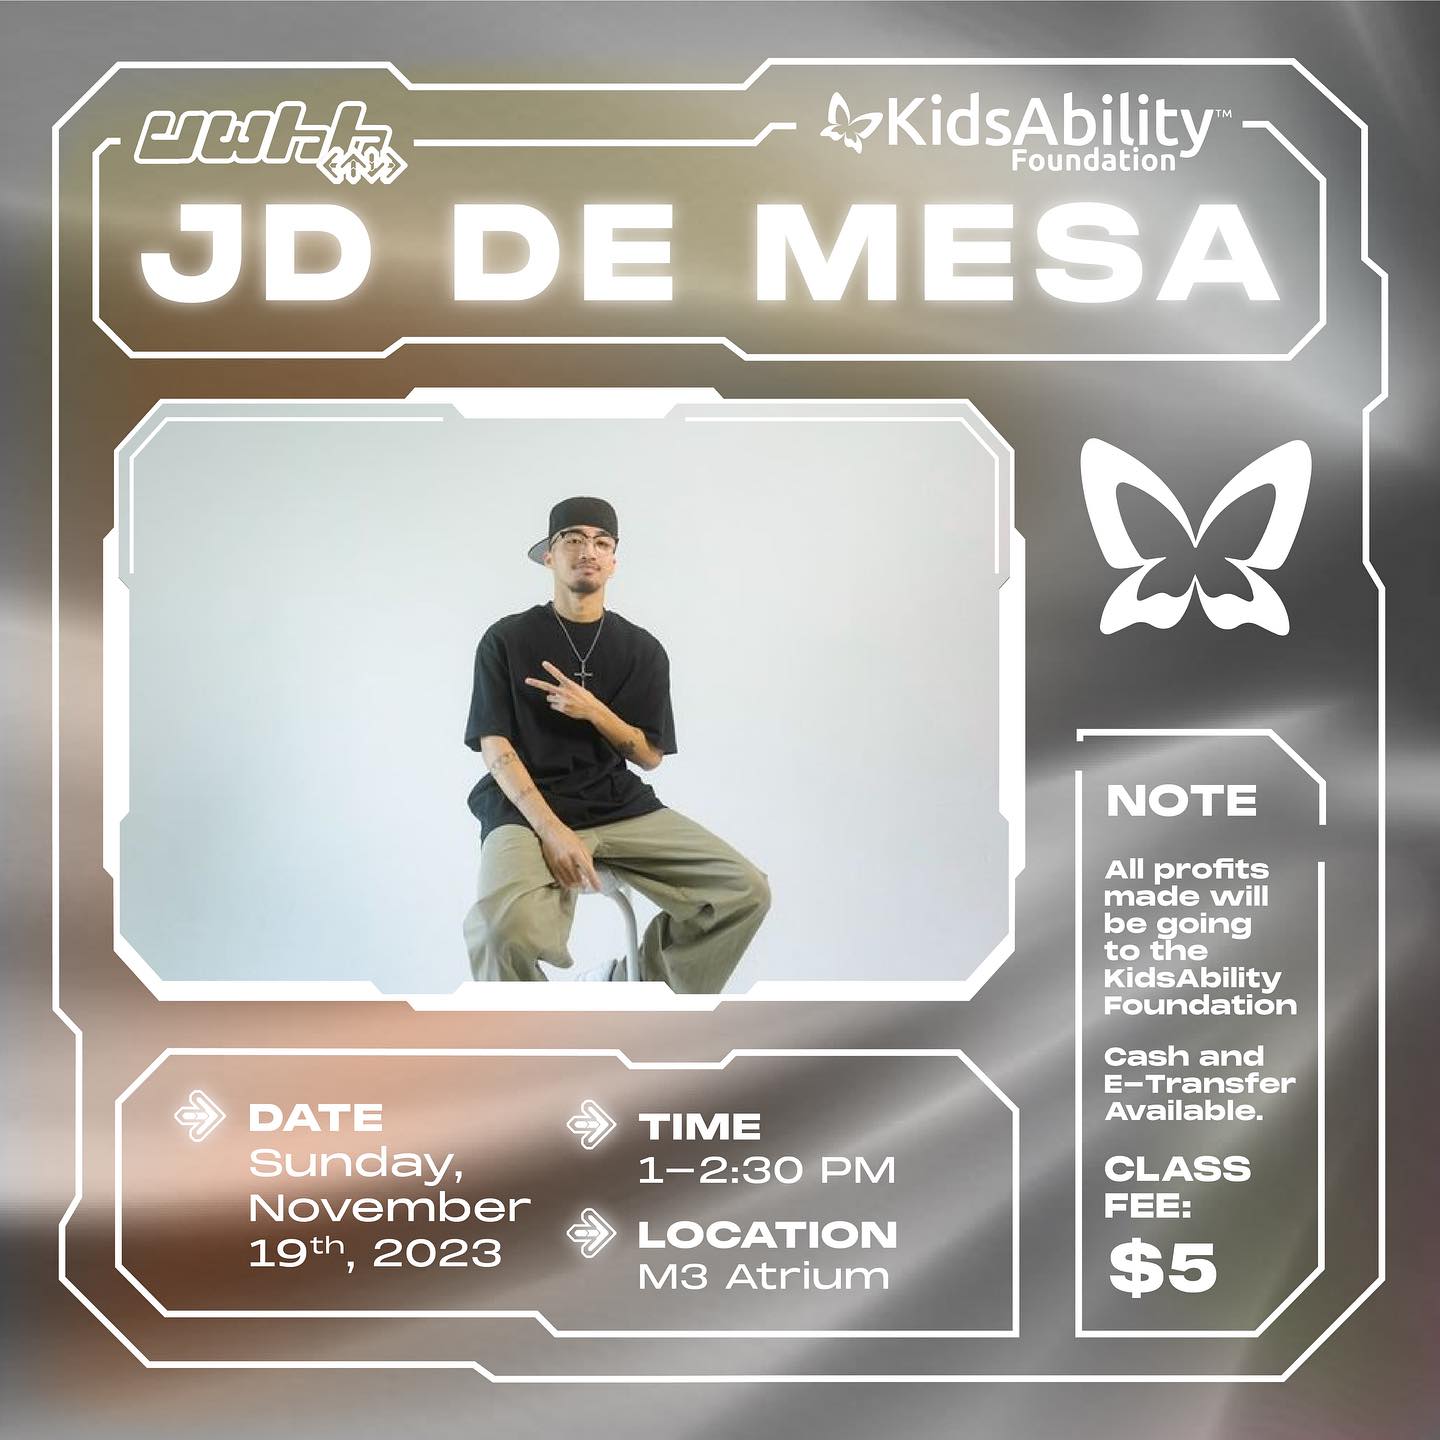 uwhh
KidsAbility™
Foundation
JD DE MESA
NOTE
All profits
made will
be going
to the
KidsAbility
Foundation
Cash and
E-Transfer
Available.
CLASS
FEE:
$5
DATE
Sunday,
November
19th, 2023
TIME
1-2:30 PM
LOCATION
M3 Atrium